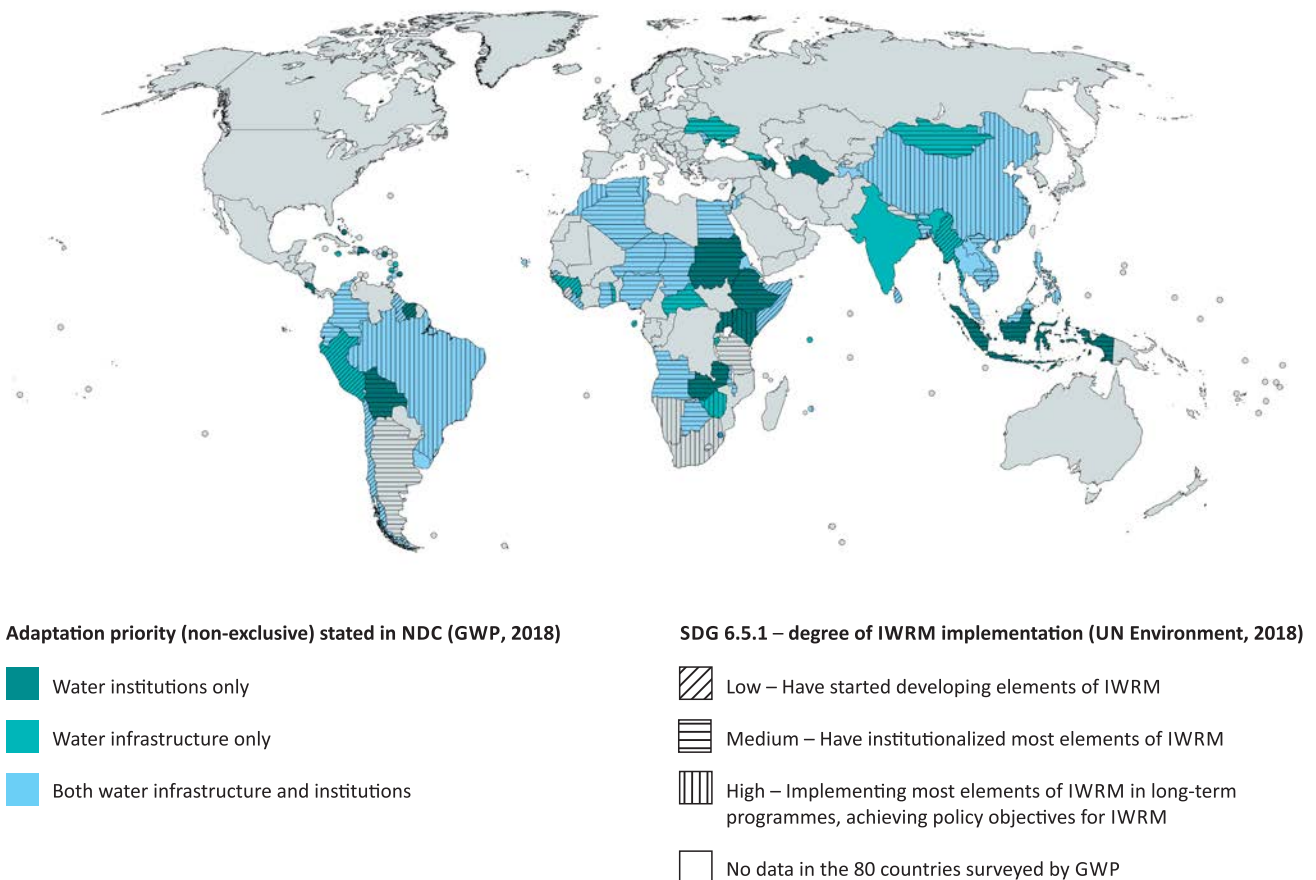 Adaptation priority (non-exclusive) stated in NDC (GWP, 2018)
Water institutions only
Water infrastructure only
Both water infrastructure and institutions
SDG 6.5.1 – degree of IWRM implementation (UN Environment, 2018)
Low – Have started developing elements of IWRM
Medium – Have institutionalized most elements of IWRM
High – Implementing most elements of IWRM in long-term
programmes, achieving policy objectives for IWRM
No data in the 80 countries surveyed by GWP